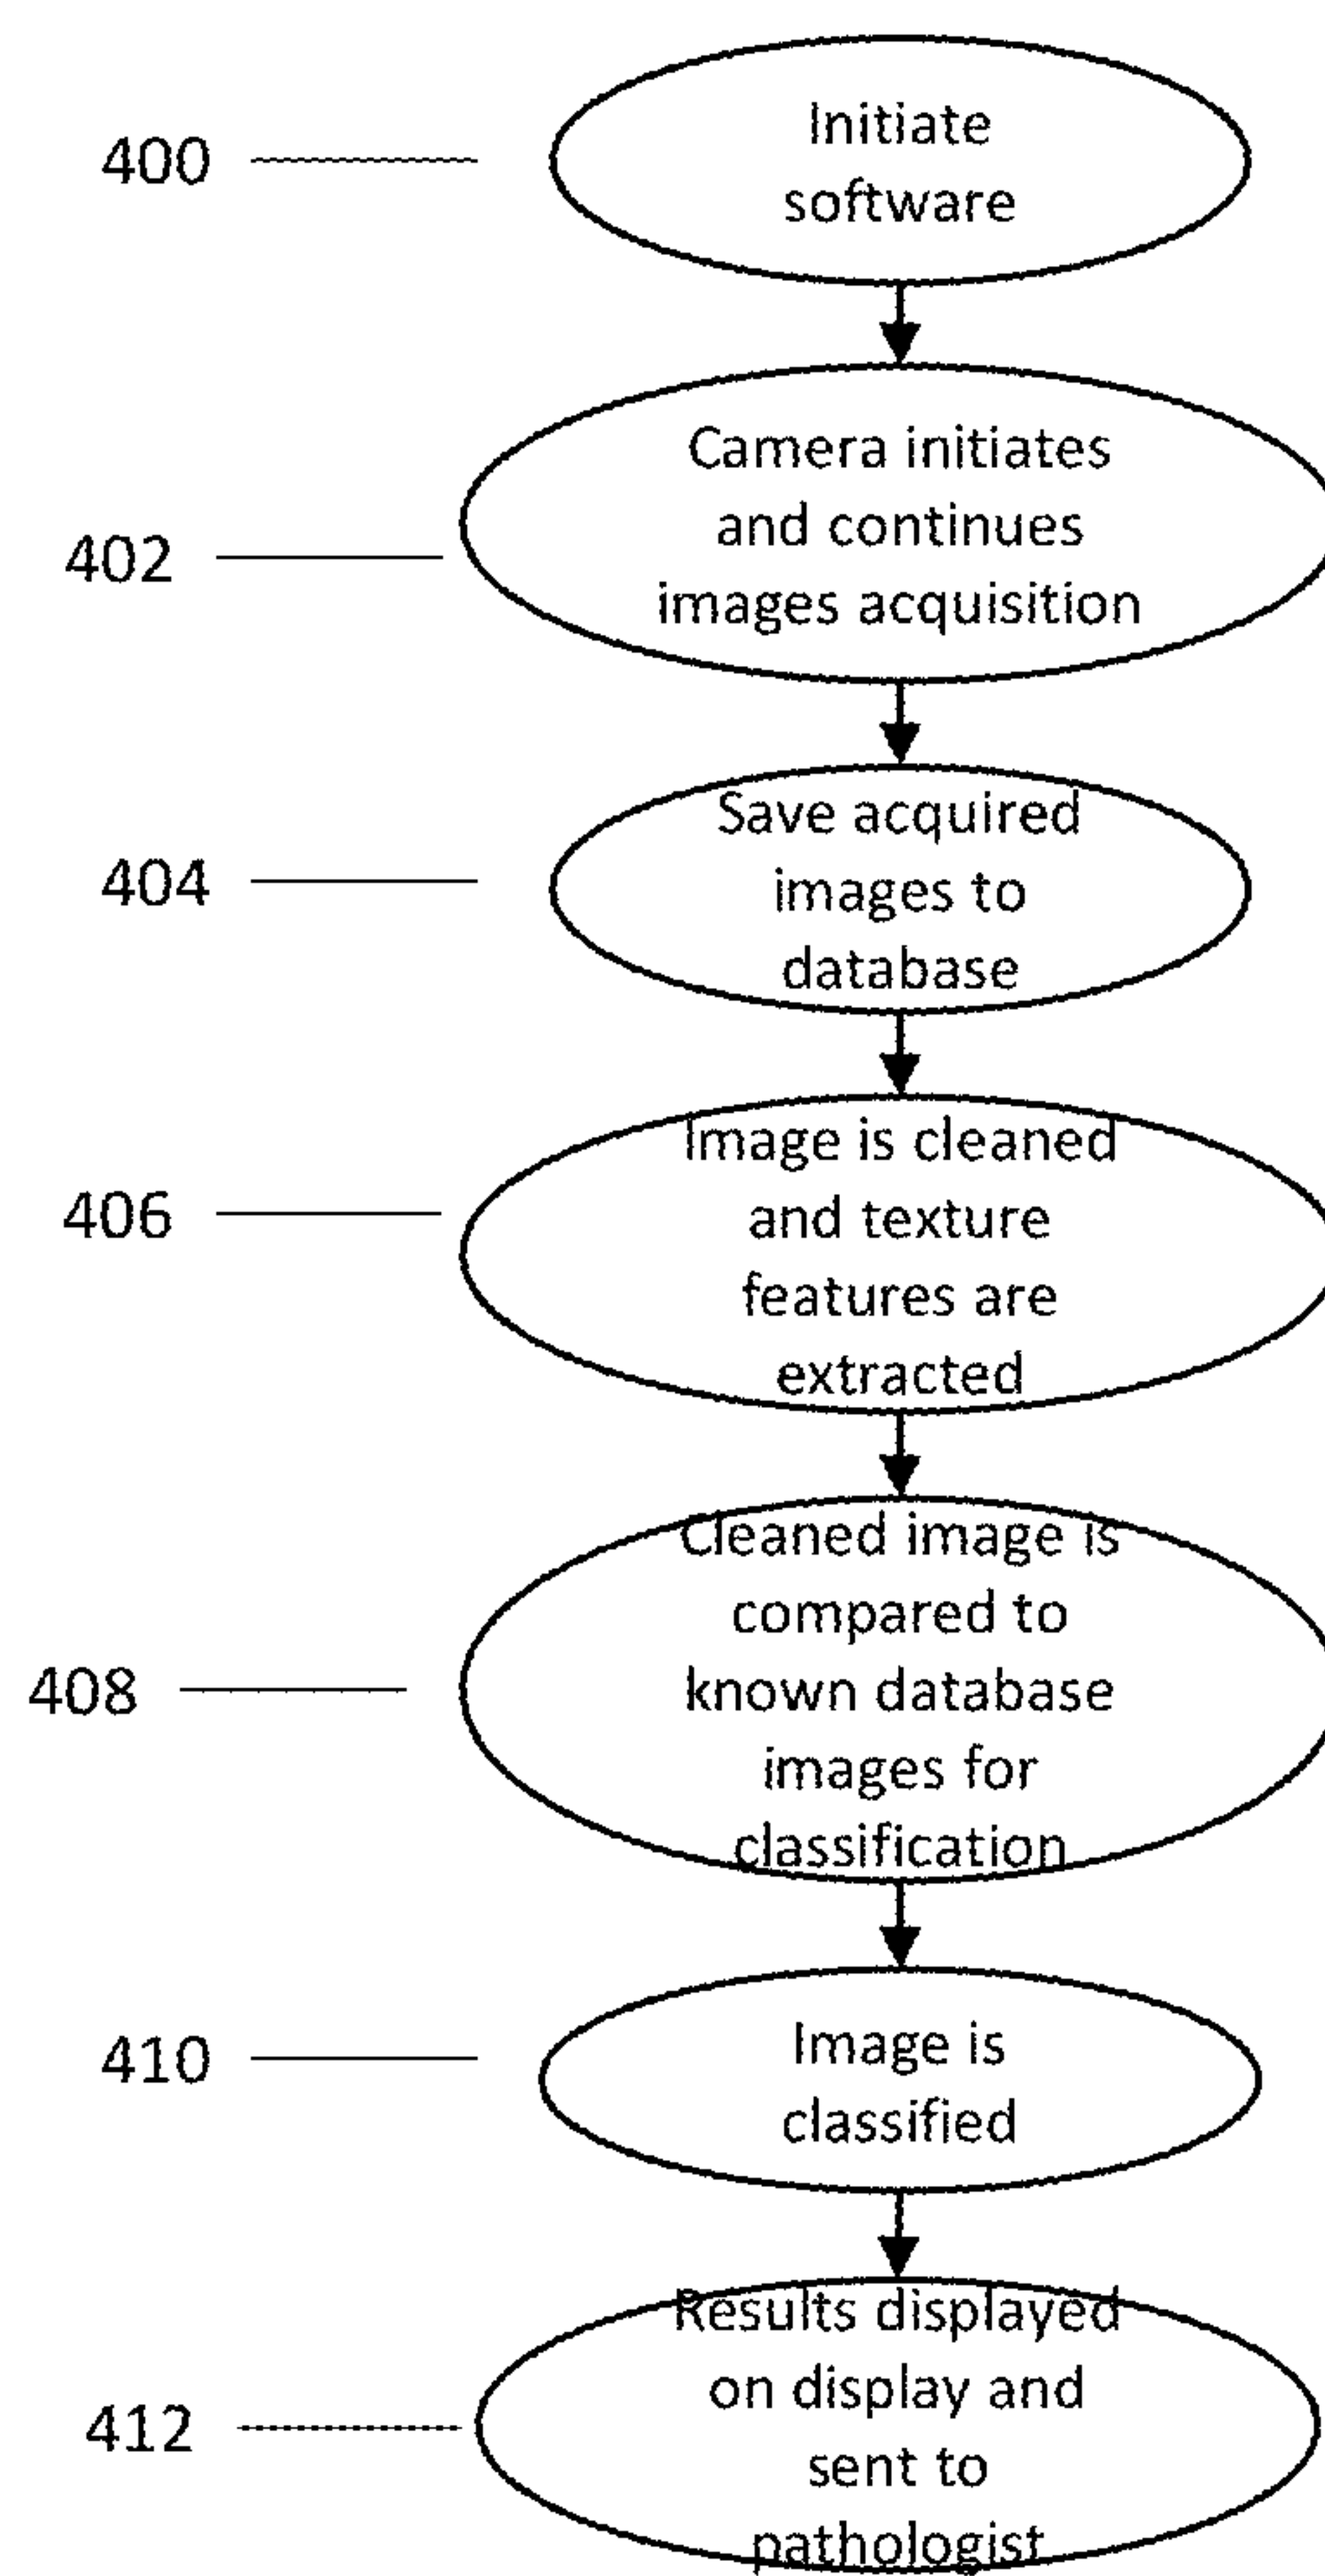 400
Initiate
software
402
Camera initiates
and continues
images acquisition
404
Save acquired
images to
database
406
Image is cleaned
and texture
features are
extracted
408
Cleaned image is
compared to
known database
images for
classification
410
Image is
classified
412
Results displayed
on display and
sent to
pathologist